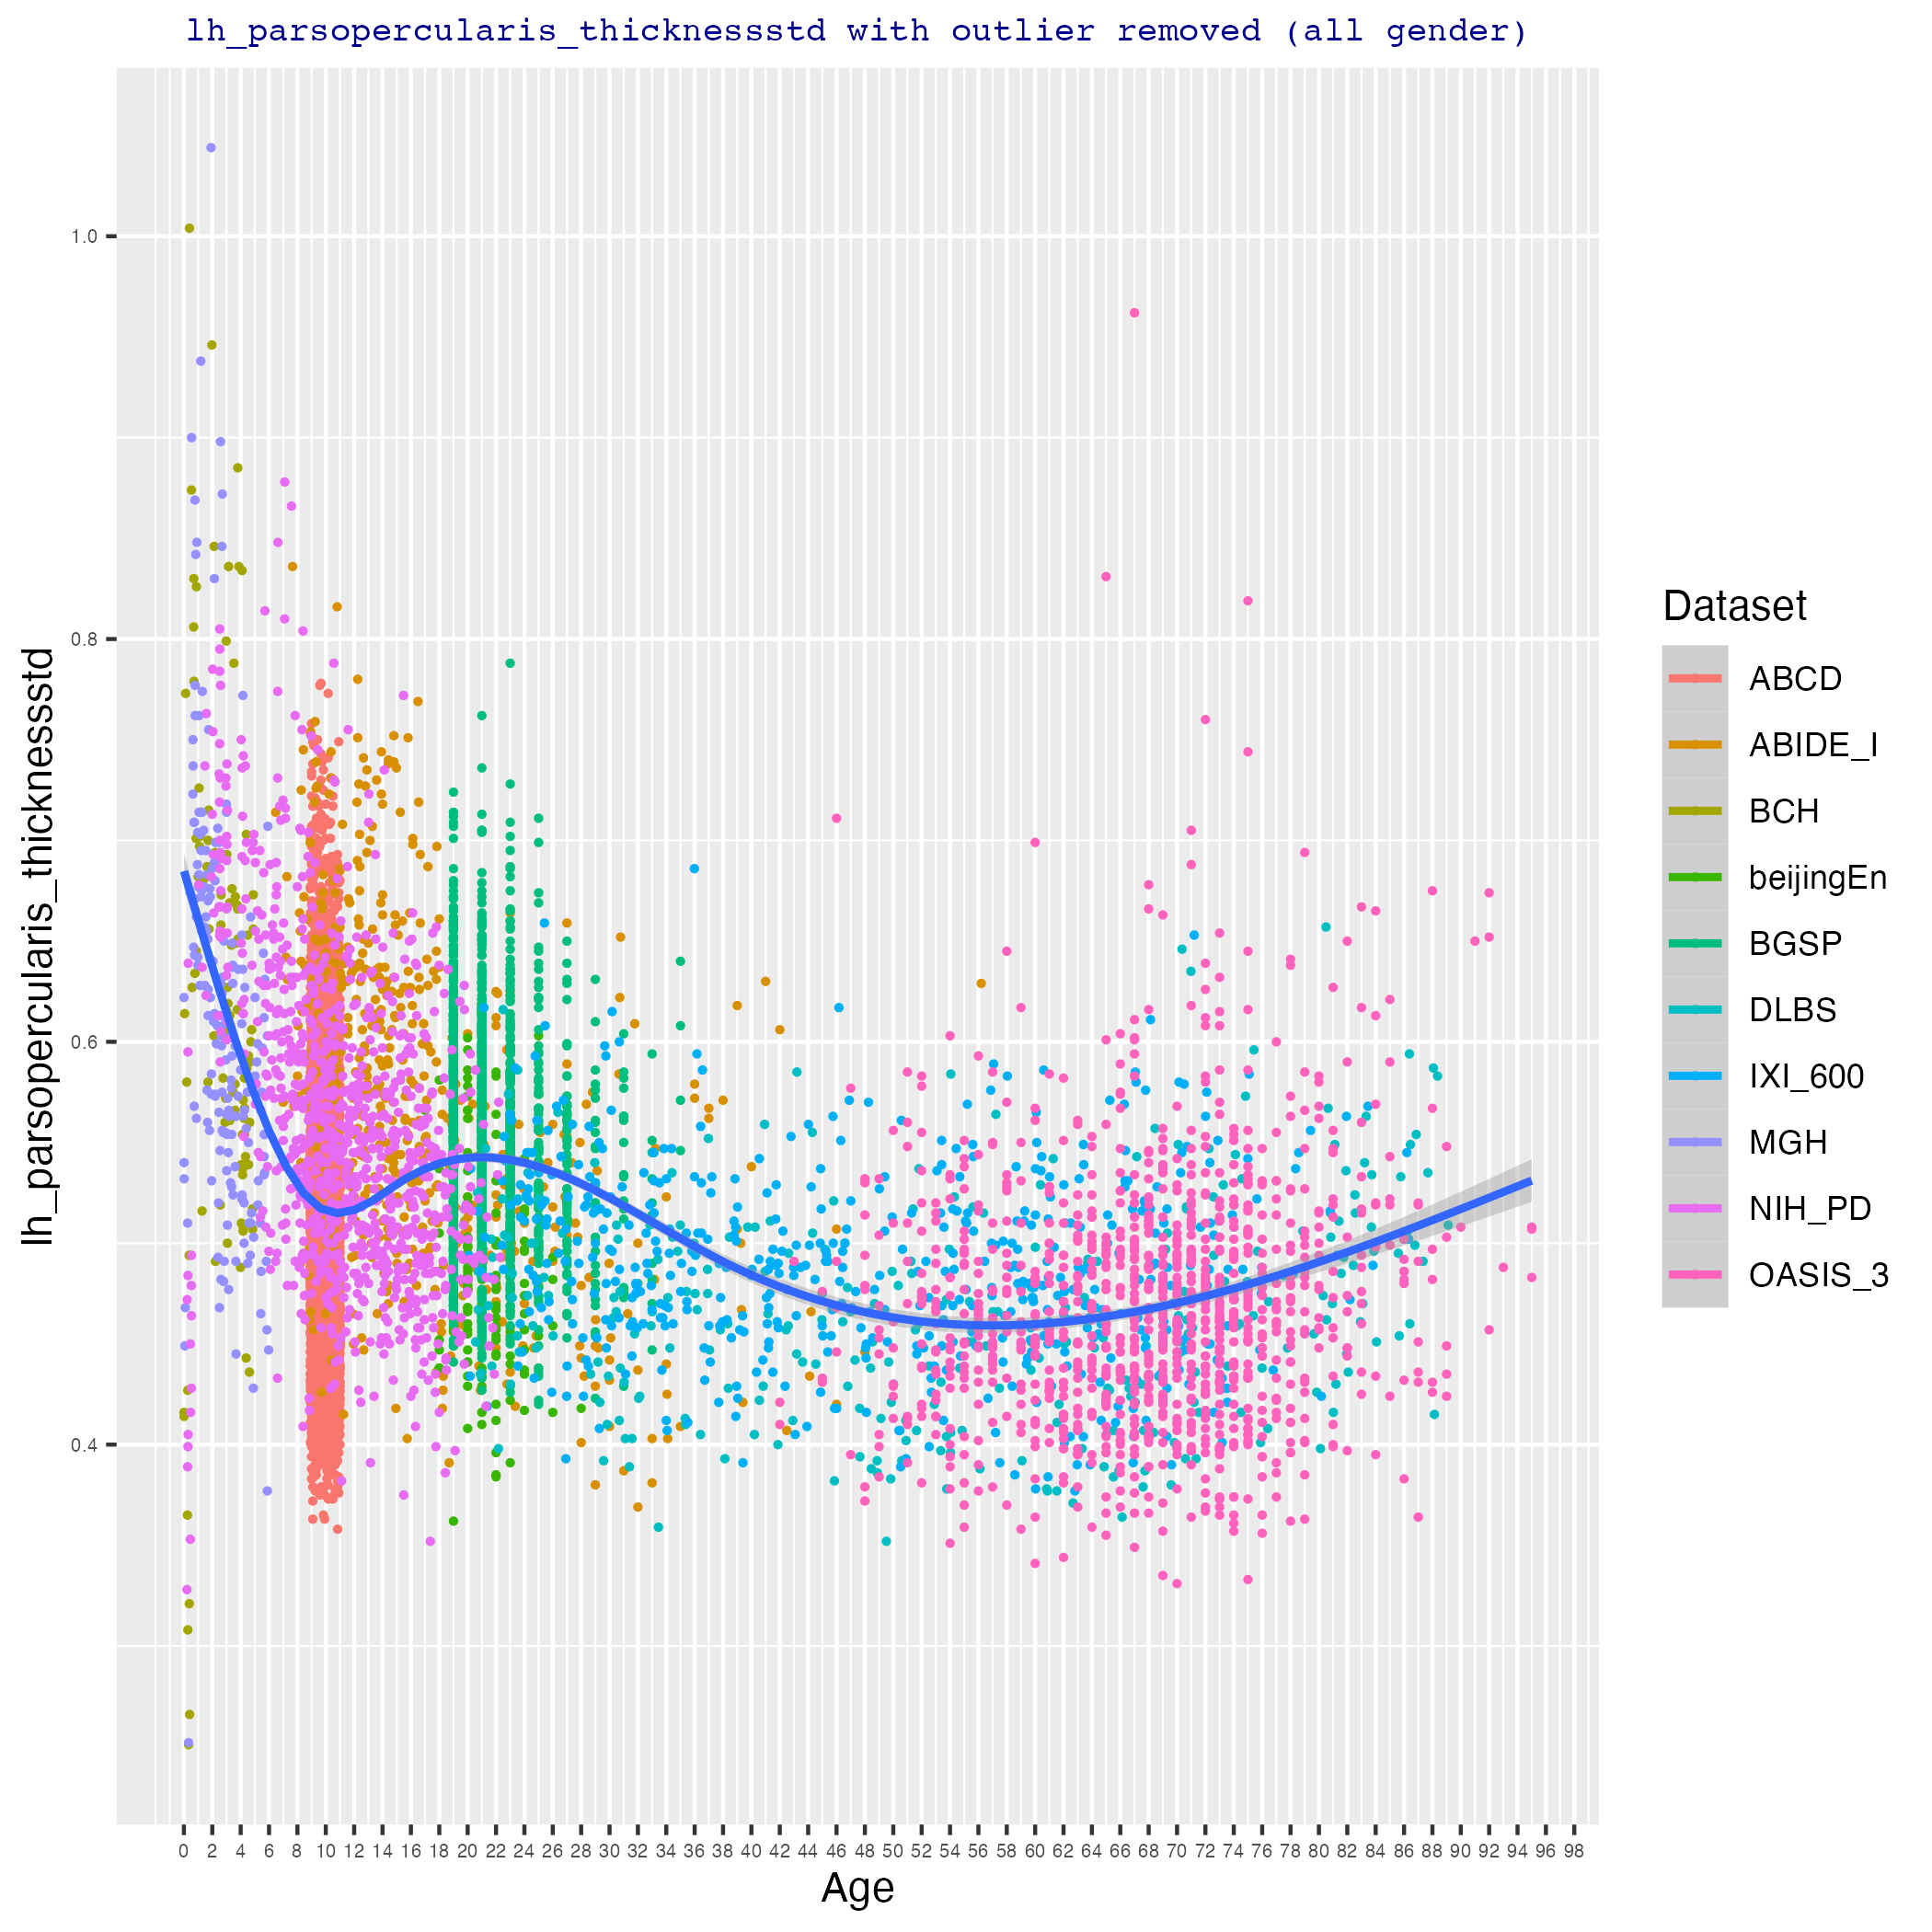 lh_parsopercularis_thicknessstd with outlier removed (all gender)
lh_parsopercularis_thicknessstd
1.0
0.8
0.6
0.4
0 2 4 6 8 10 12 14 16 18 20 22 24 26 28 30 32 34 36 38 40 42 44 46 48 50 52 54 56 58 60 62 64 66 68 70 72 74 76 78 80 82 84 86 88 90 92 94 96 98
Age
Dataset
ABCD
ABIDE_I
BCH
beijingEn
BGSP
DLBS
IXI_600
MGH
NIH_PD
OASIS_3